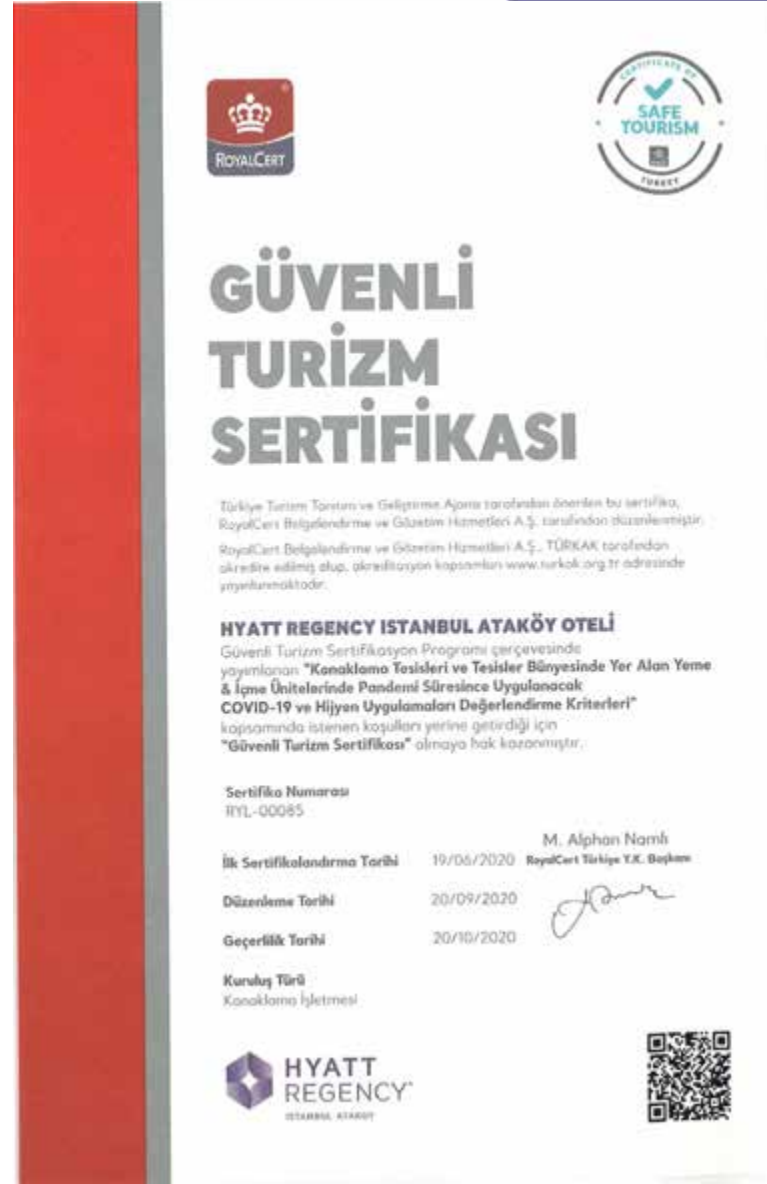 ROYALCERT
CERTIFICATE OF
SAFE
TOURISM
TURKEY
GÜVENLİ
TURİZM
SERTİFİKASI
Türkiye Turizm Tanıtım ve Geliştirme Ajansı tarafından önerilen bu sertifika,
RoyalCert Belgelendirme ve Gözetim Hizmetleri A.Ş. tarafından düzenlenmiştir.
RoyalCert Belgelendirme ve Gözetim Hizmetleri A.Ş., TÜRKAK tarafından
akredite edilmiş olup, akreditasyon kapsamları www.turkak.org.tr adresinde
yayınlanmaktadır.
HYATT REGENCY ISTANBUL ATAKÖY OTELİ
Güvenli Turizm Sertifikasyon Programı çerçevesinde
yayımlanan "Konaklama Tesisleri ve Tesisler Bünyesinde Yer Alan Yeme
& İçme Ünitelerinde Pandemi Süresince Uygulanacak
COVID-19 ve Hijyen Uygulamaları Değerlendirme Kriterleri"
kapsamında istenen koşulları yerine getirdiği için
"Güvenli Turizm Sertifikası" olmaya hak kazanmıştır.
Sertifika Numarası
RYL-00085
M. Alphan Namlı
İlk Sertifikalandırma Tarihi 19/06/2020 RoyalCert Türkiye Y.K. Başkanı
Düzenleme Tarihi 20/09/2020
Geçerlilik Tarihi 20/10/2020
Kuruluş Türü
Konaklama İşletmesi
HYATT
REGENCY
ISTANBUL ATAKOY